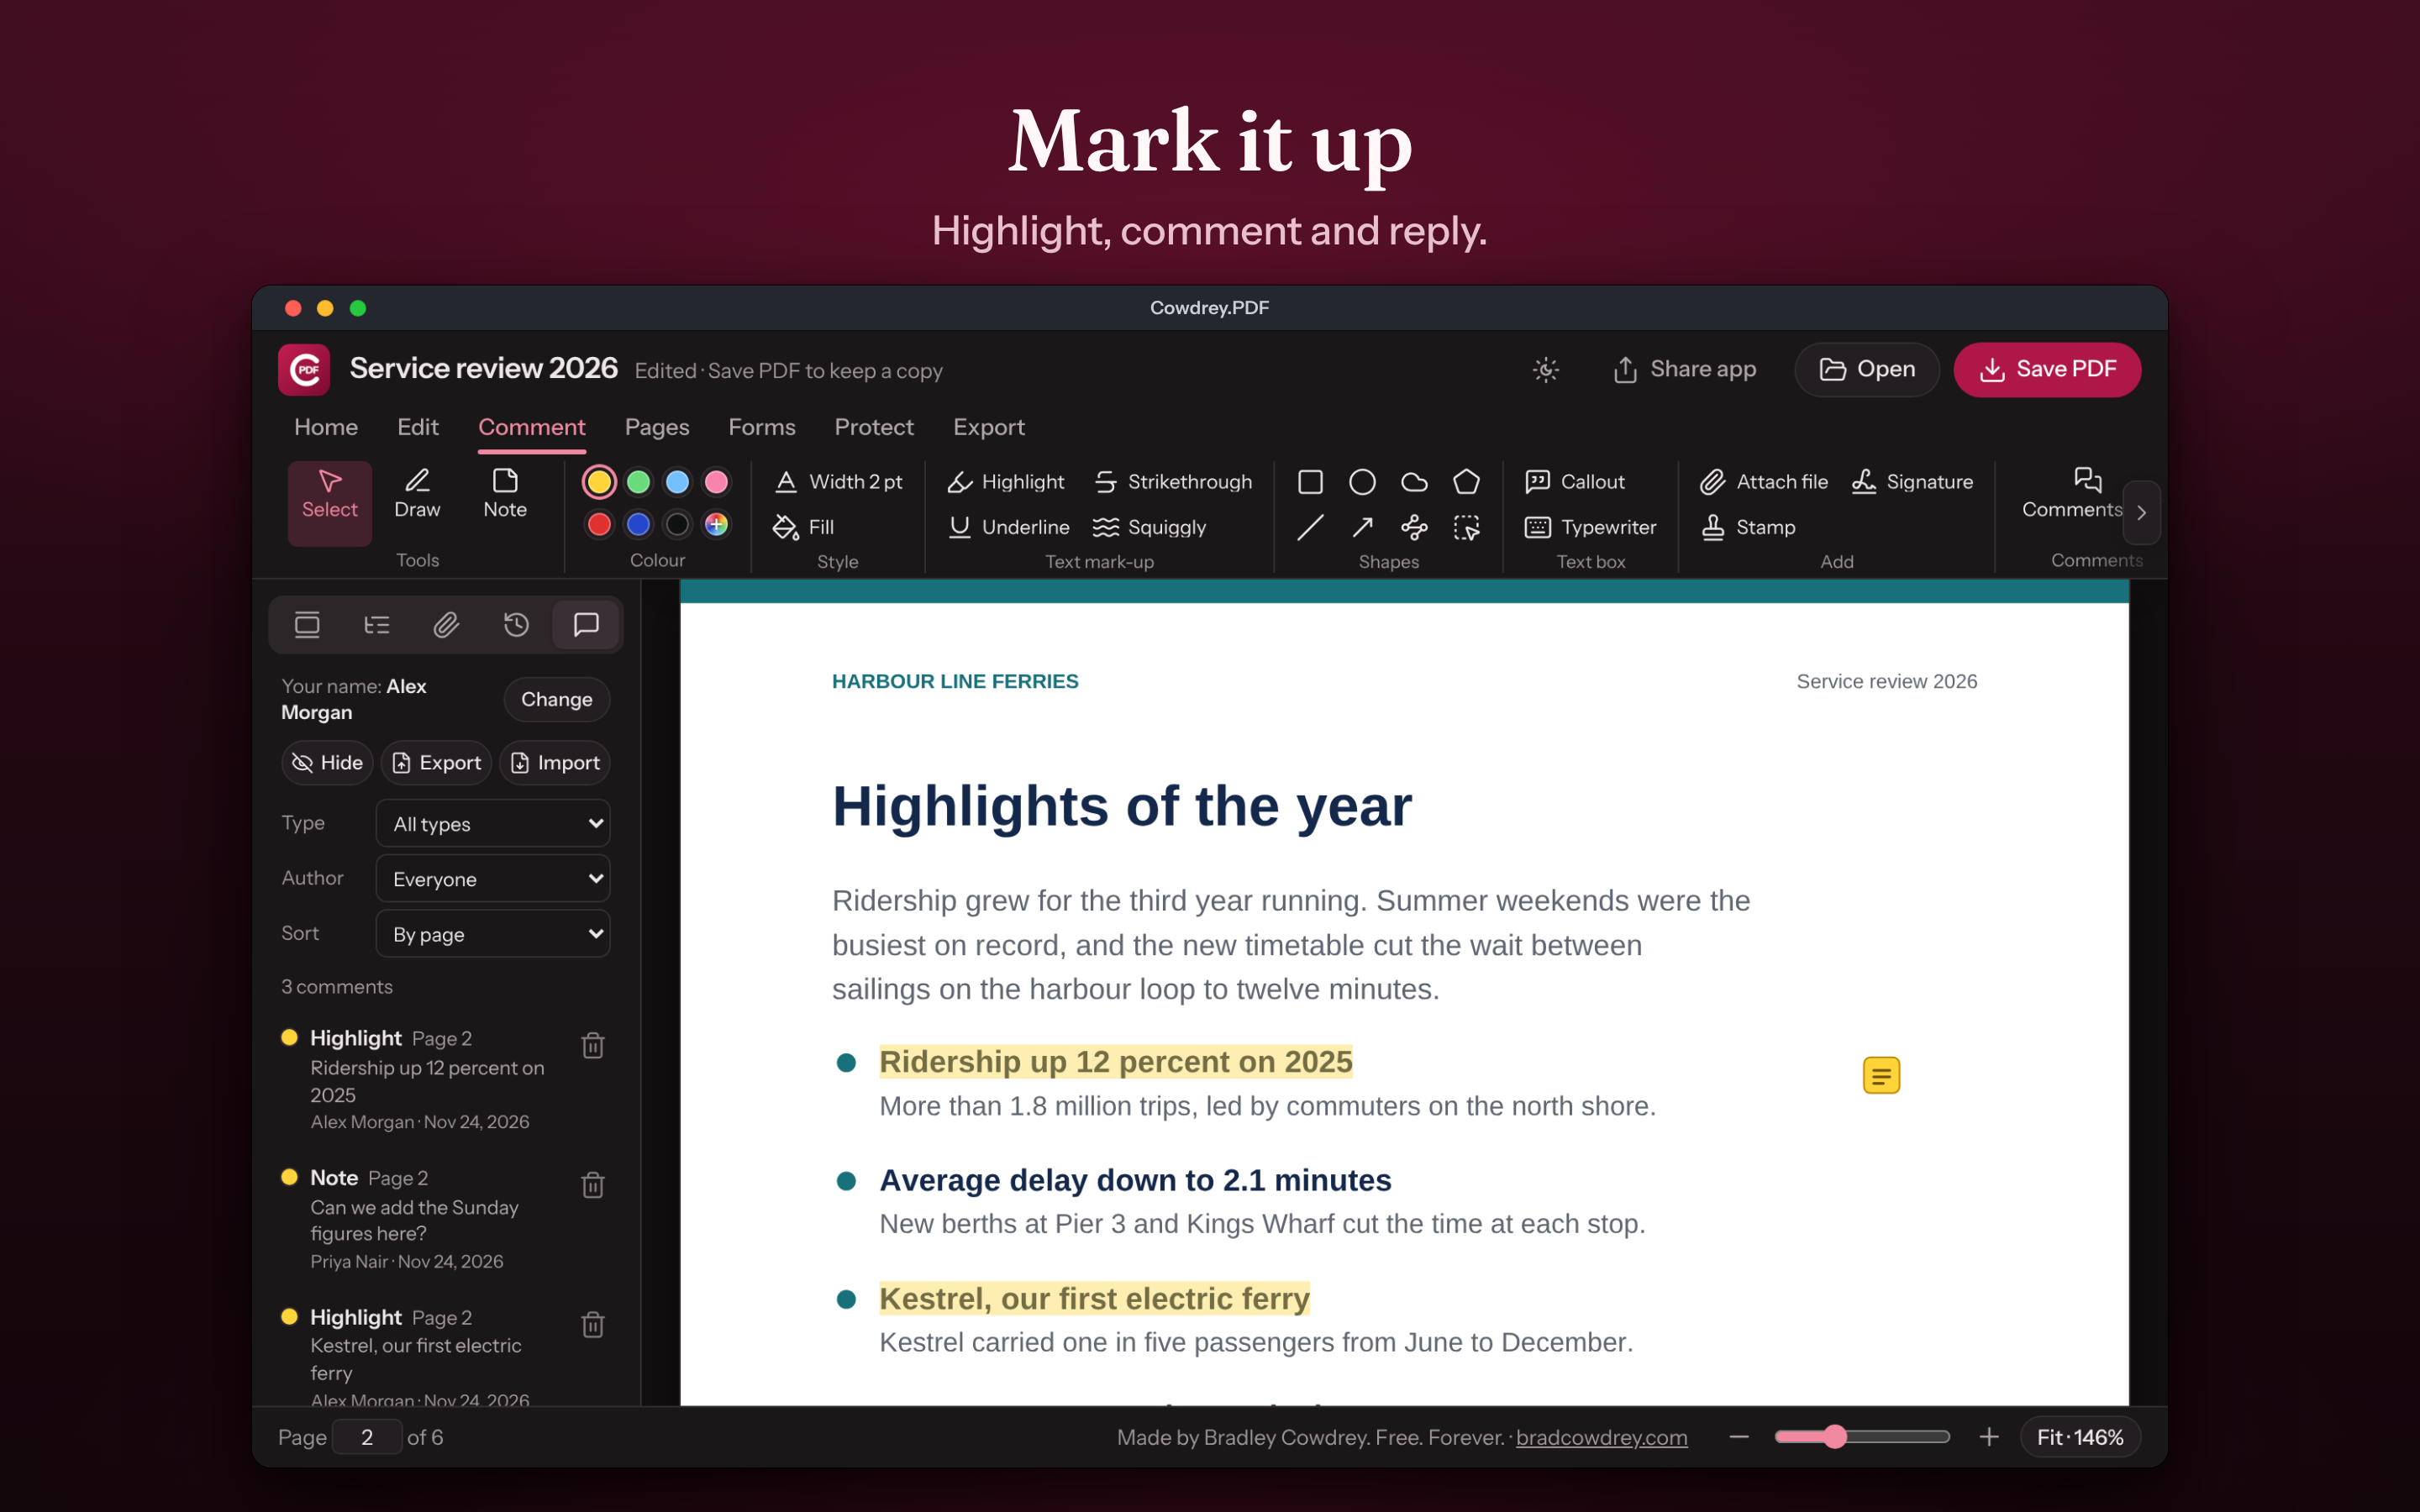 Mark it up
Highlight, comment and reply.
Cowdrey.PDF
PDF
Service review 2026
Edited · Save PDF to keep a copy
Share app
Open
Save PDF
Home
Edit
Comment
Pages
Forms
Protect
Export
Select
Draw
Note
Tools
Colour
Width 2 pt
Fill
Style
Highlight
Strikethrough
Underline
Squiggly
Text mark-up
Shapes
Callout
Typewriter
Text box
Attach file
Signature
Stamp
Add
Comments
Comments
Your name: Alex
Morgan
Change
Hide
Export
Import
Type
All types
Author
Everyone
Sort
By page
3 comments
Highlight Page 2
Ridership up 12 percent on
2025
Alex Morgan · Nov 24, 2026
Note Page 2
Can we add the Sunday
figures here?
Priya Nair · Nov 24, 2026
Highlight Page 2
Kestrel, our first electric
ferry
Alex Morgan · Nov 24, 2026
HARBOUR LINE FERRIES
Service review 2026
Highlights of the year
Ridership grew for the third year running. Summer weekends were the
busiest on record, and the new timetable cut the wait between
sailings on the harbour loop to twelve minutes.
Ridership up 12 percent on 2025
More than 1.8 million trips, led by commuters on the north shore.
Average delay down to 2.1 minutes
New berths at Pier 3 and Kings Wharf cut the time at each stop.
Kestrel, our first electric ferry
Kestrel carried one in five passengers from June to December.
Page 2 of 6
Made by Bradley Cowdrey. Free. Forever. · bradcowdrey.com
Fit · 146%